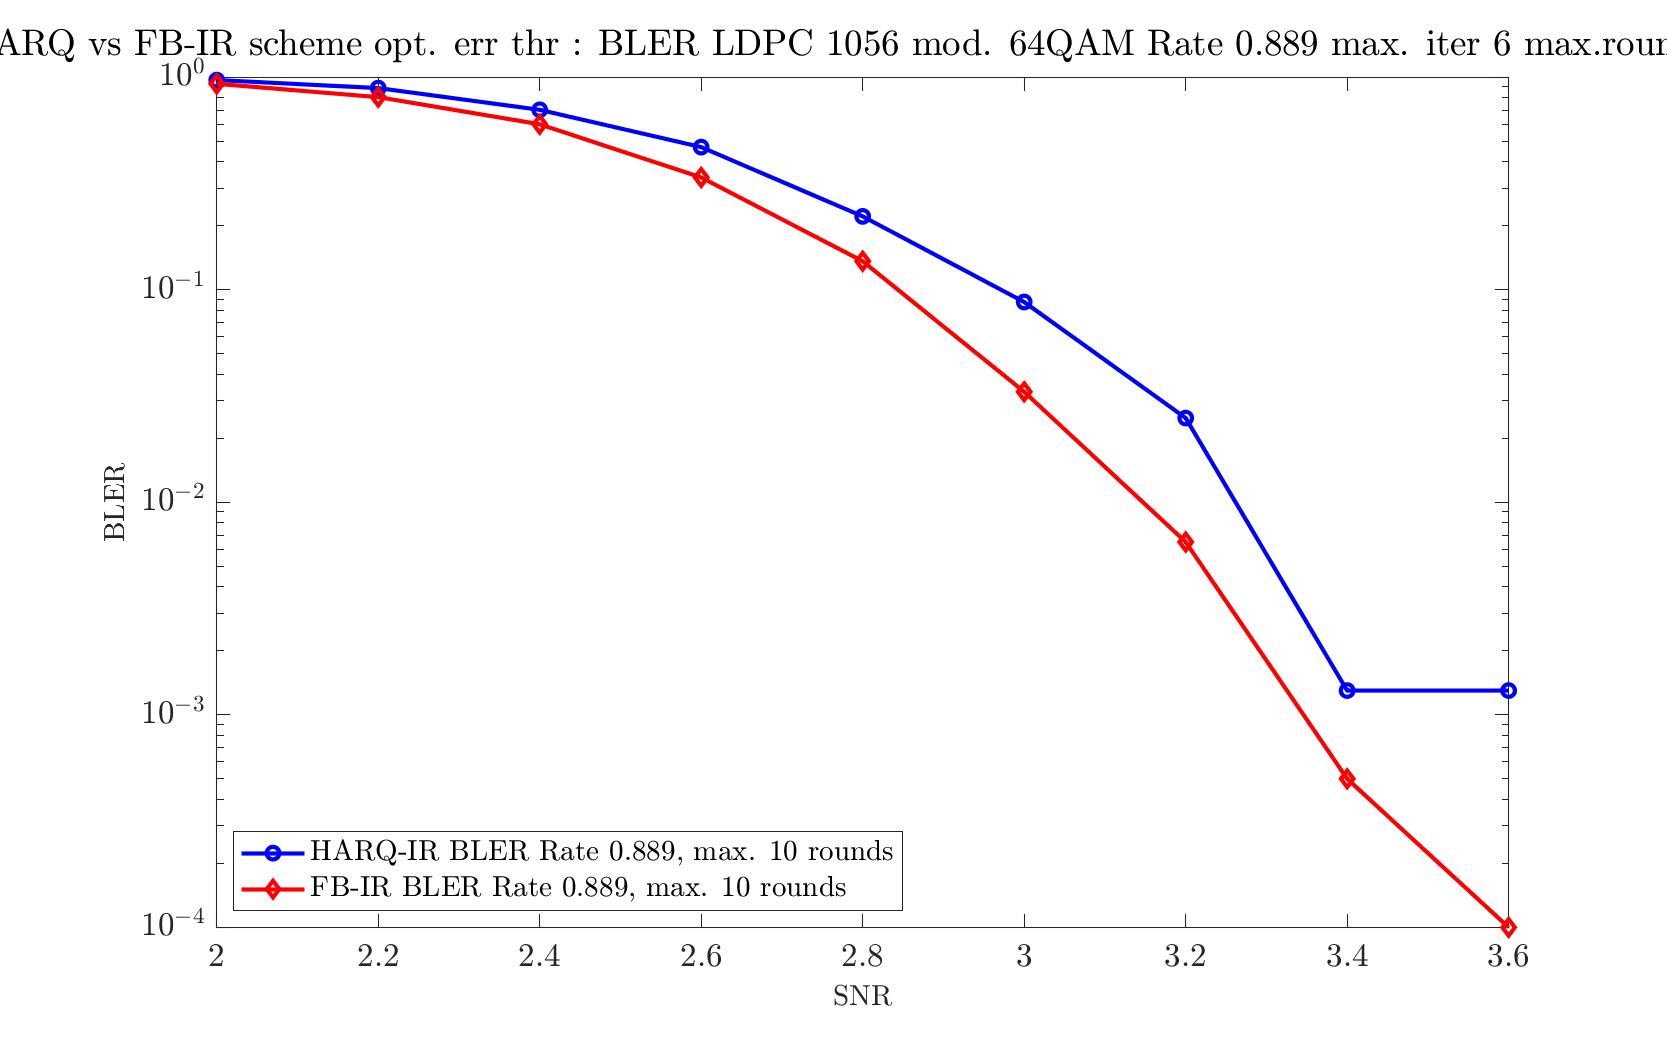 ARQ vs FB-IR scheme opt. err thr : BLER LDPC 1056 mod. 64QAM Rate 0.889 max. iter 6 max.roun
10^0
10^−1
10^−2
10^−3
10^−4
BLER
HARQ-IR BLER Rate 0.889, max. 10 rounds
FB-IR BLER Rate 0.889, max. 10 rounds
2 2.2 2.4 2.6 2.8 3 3.2 3.4 3.6
SNR